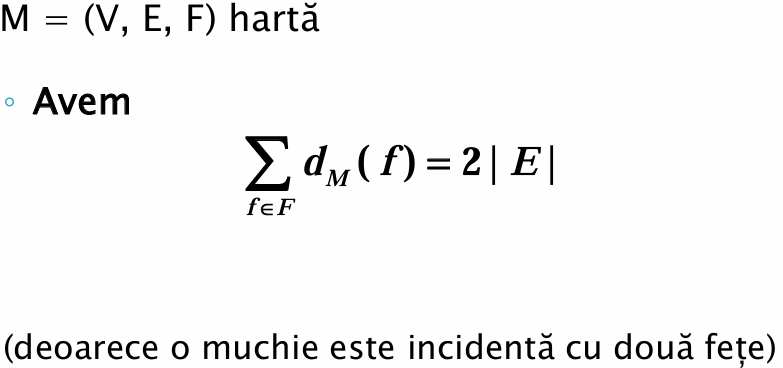 M = (V, E, F) hartă
◦ Avem
∑_{f∈F} d_M ( f ) = 2 | E |
(deoarece o muchie este incidentă cu două fețe)